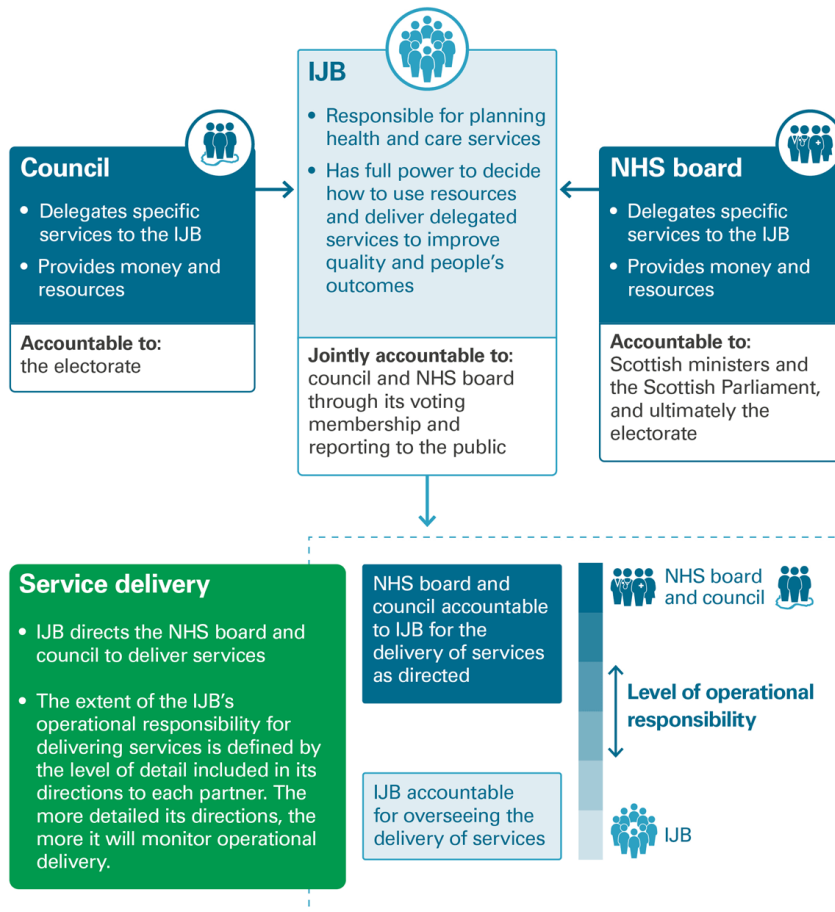 IJB
• Responsible for planning
health and care services
• Has full power to decide
how to use resources
and deliver delegated
services to improve
quality and people’s
outcomes
Jointly accountable to:
council and NHS board
through its voting
membership and
reporting to the public
Council
• Delegates specific
services to the IJB
• Provides money and
resources
Accountable to:
the electorate
NHS board
• Delegates specific
services to the IJB
• Provides money and
resources
Accountable to:
Scottish ministers and
the Scottish Parliament,
and ultimately the
electorate
Service delivery
• IJB directs the NHS board and
council to deliver services
• The extent of the IJB’s
operational responsibility for
delivering services is defined by
the level of detail included in its
directions to each partner. The
more detailed its directions, the
more it will monitor operational
delivery.
NHS board and
council accountable
to IJB for the
delivery of services
as directed
IJB accountable
for overseeing the
delivery of services
NHS board
and council
Level of operational
responsibility
IJB